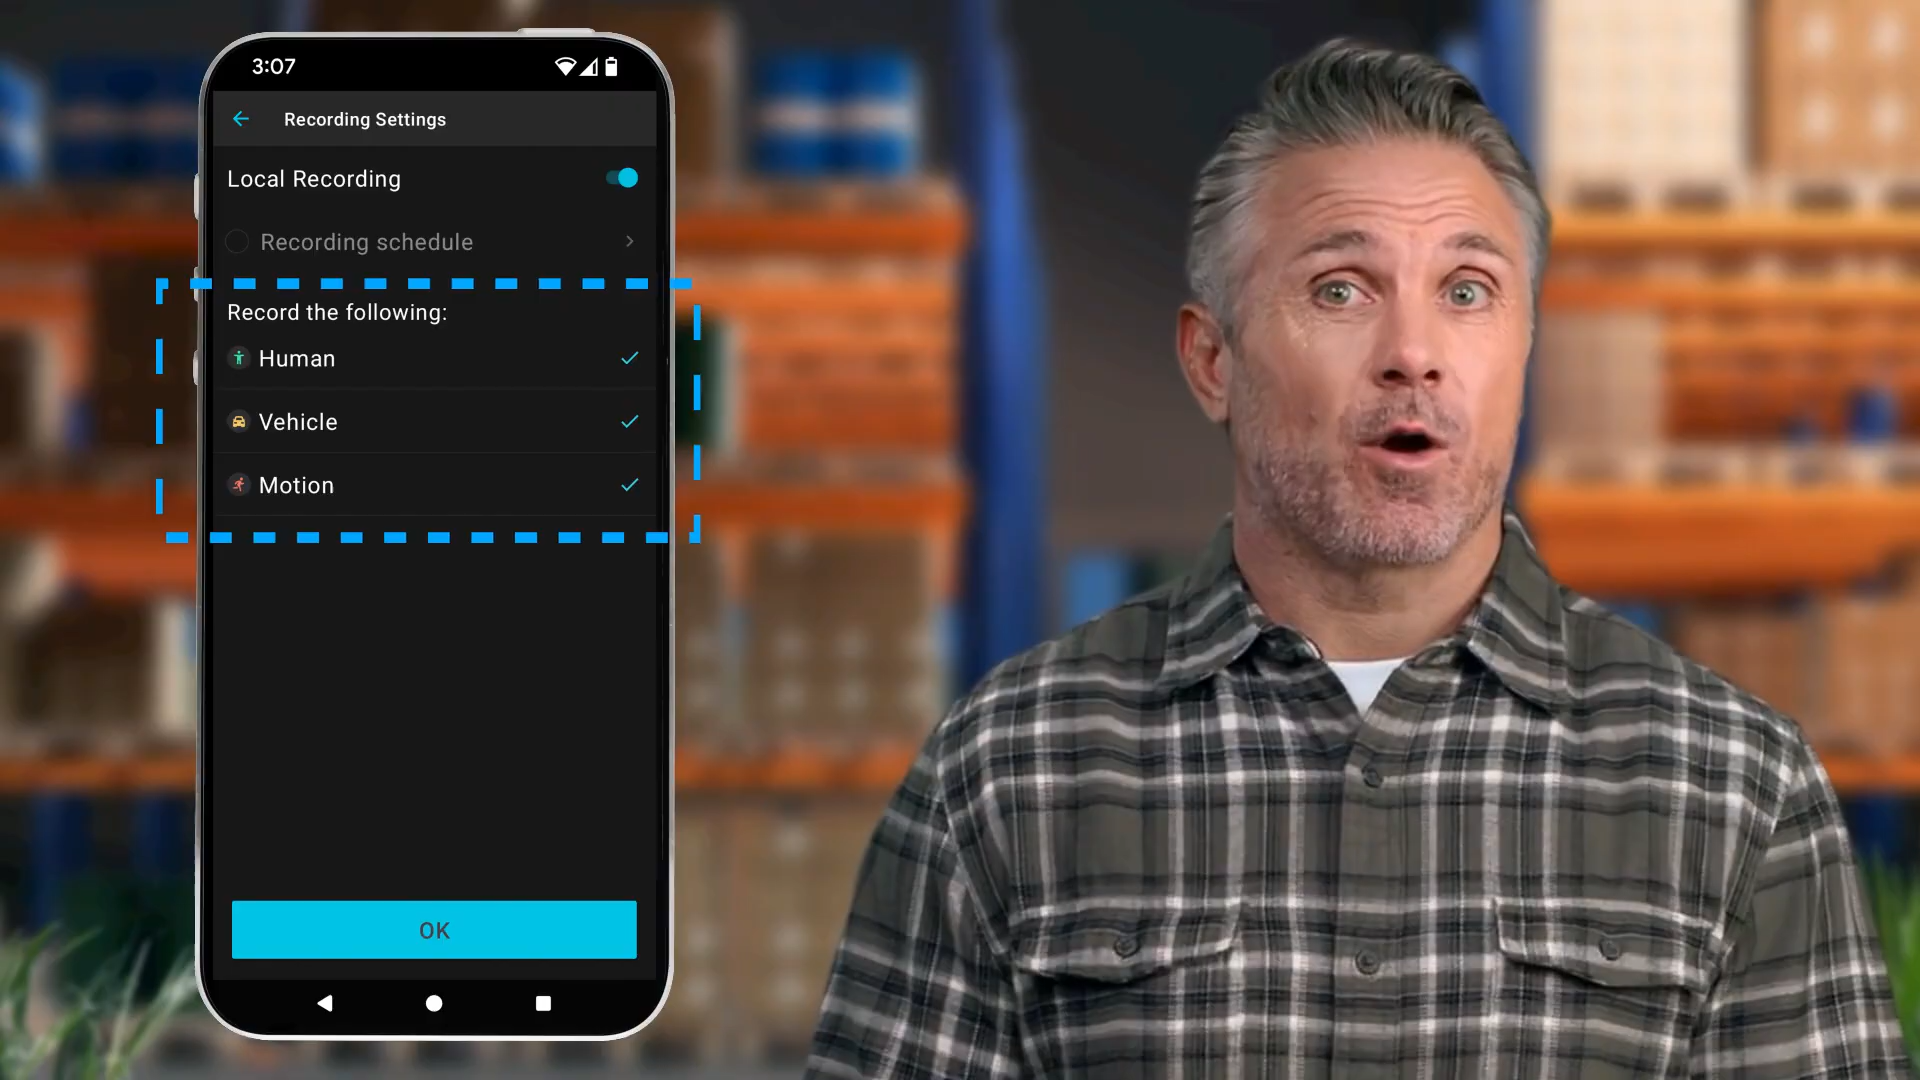 3:07
Recording Settings
Local Recording
Recording schedule
Record the following:
Human
Vehicle
Motion
OK